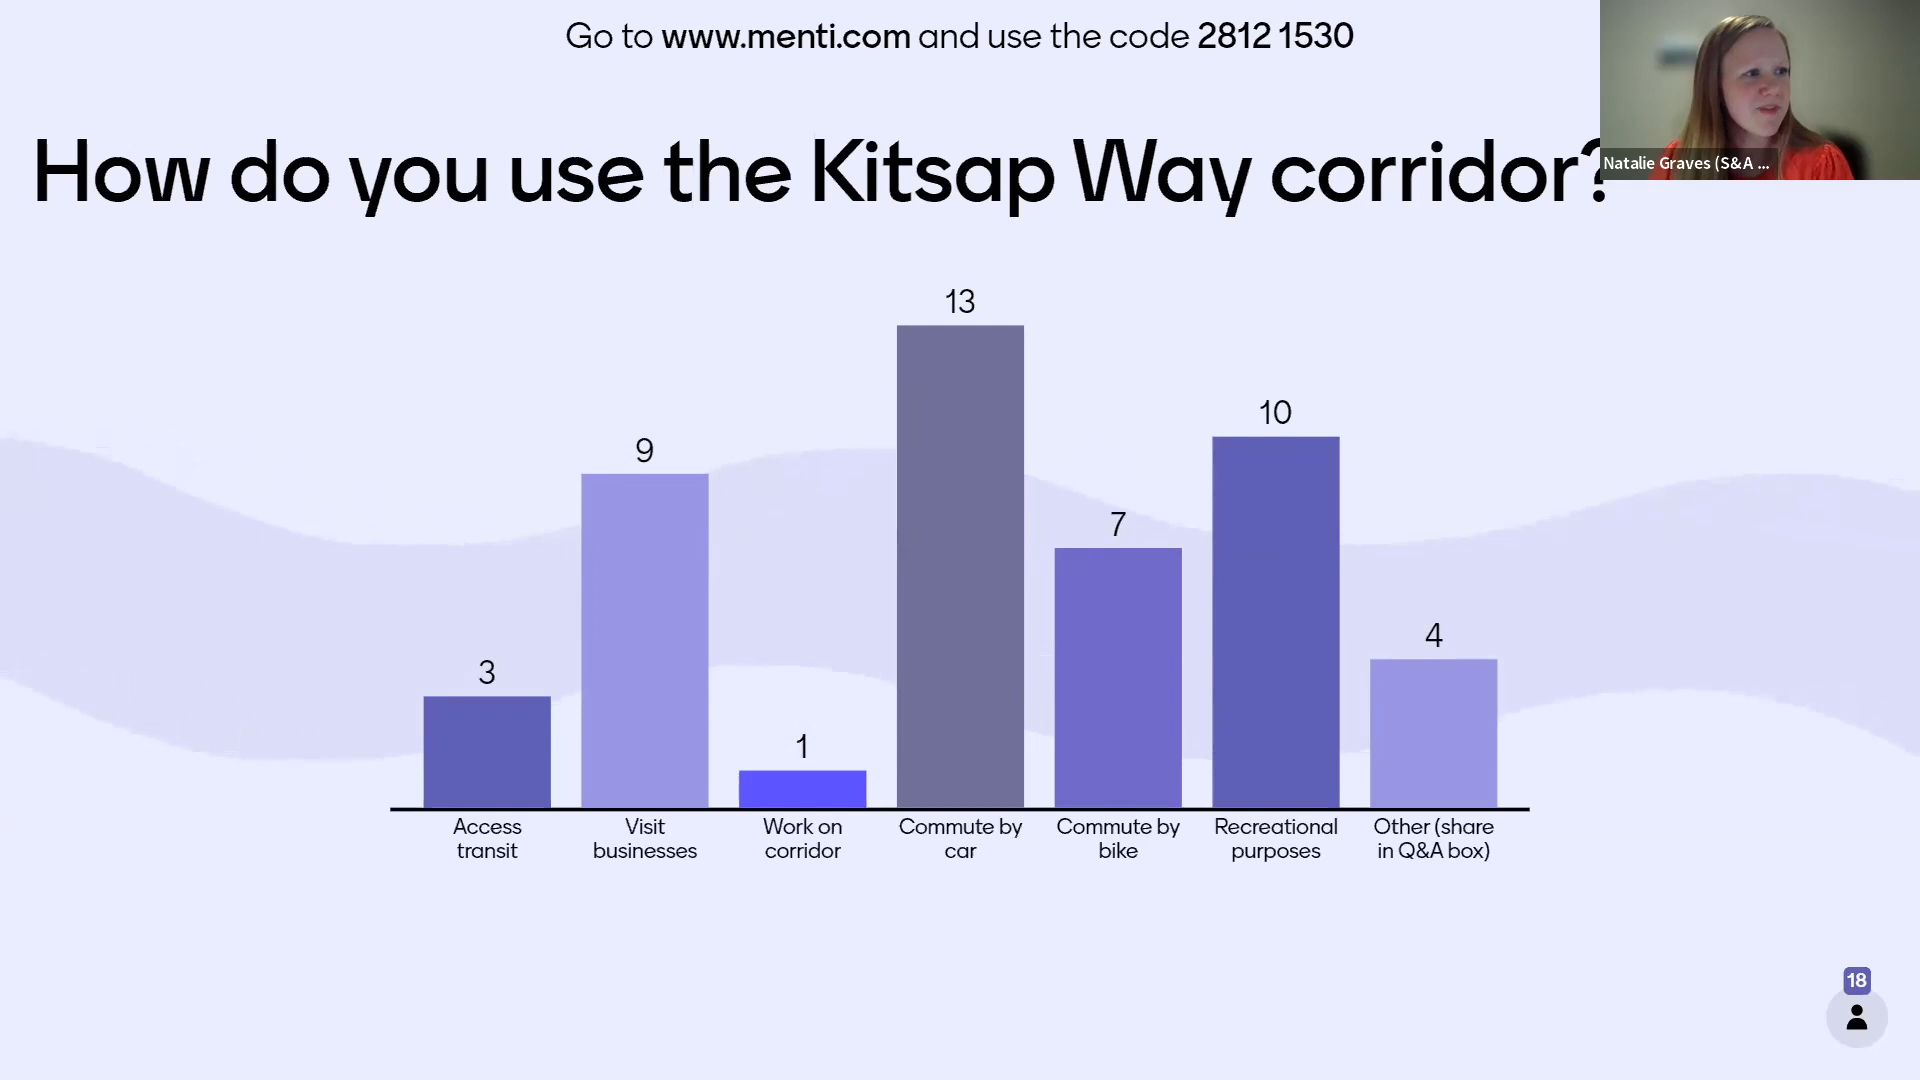 Go to www.menti.com and use the code 2812 1530
How do you use the Kitsap Way corridor?
Natalie Graves (S&A ...
13
10
9
7
4
3
1
Access
transit
Visit
businesses
Work on
corridor
Commute by
car
Commute by
bike
Recreational
purposes
Other (share
in Q&A box)
18